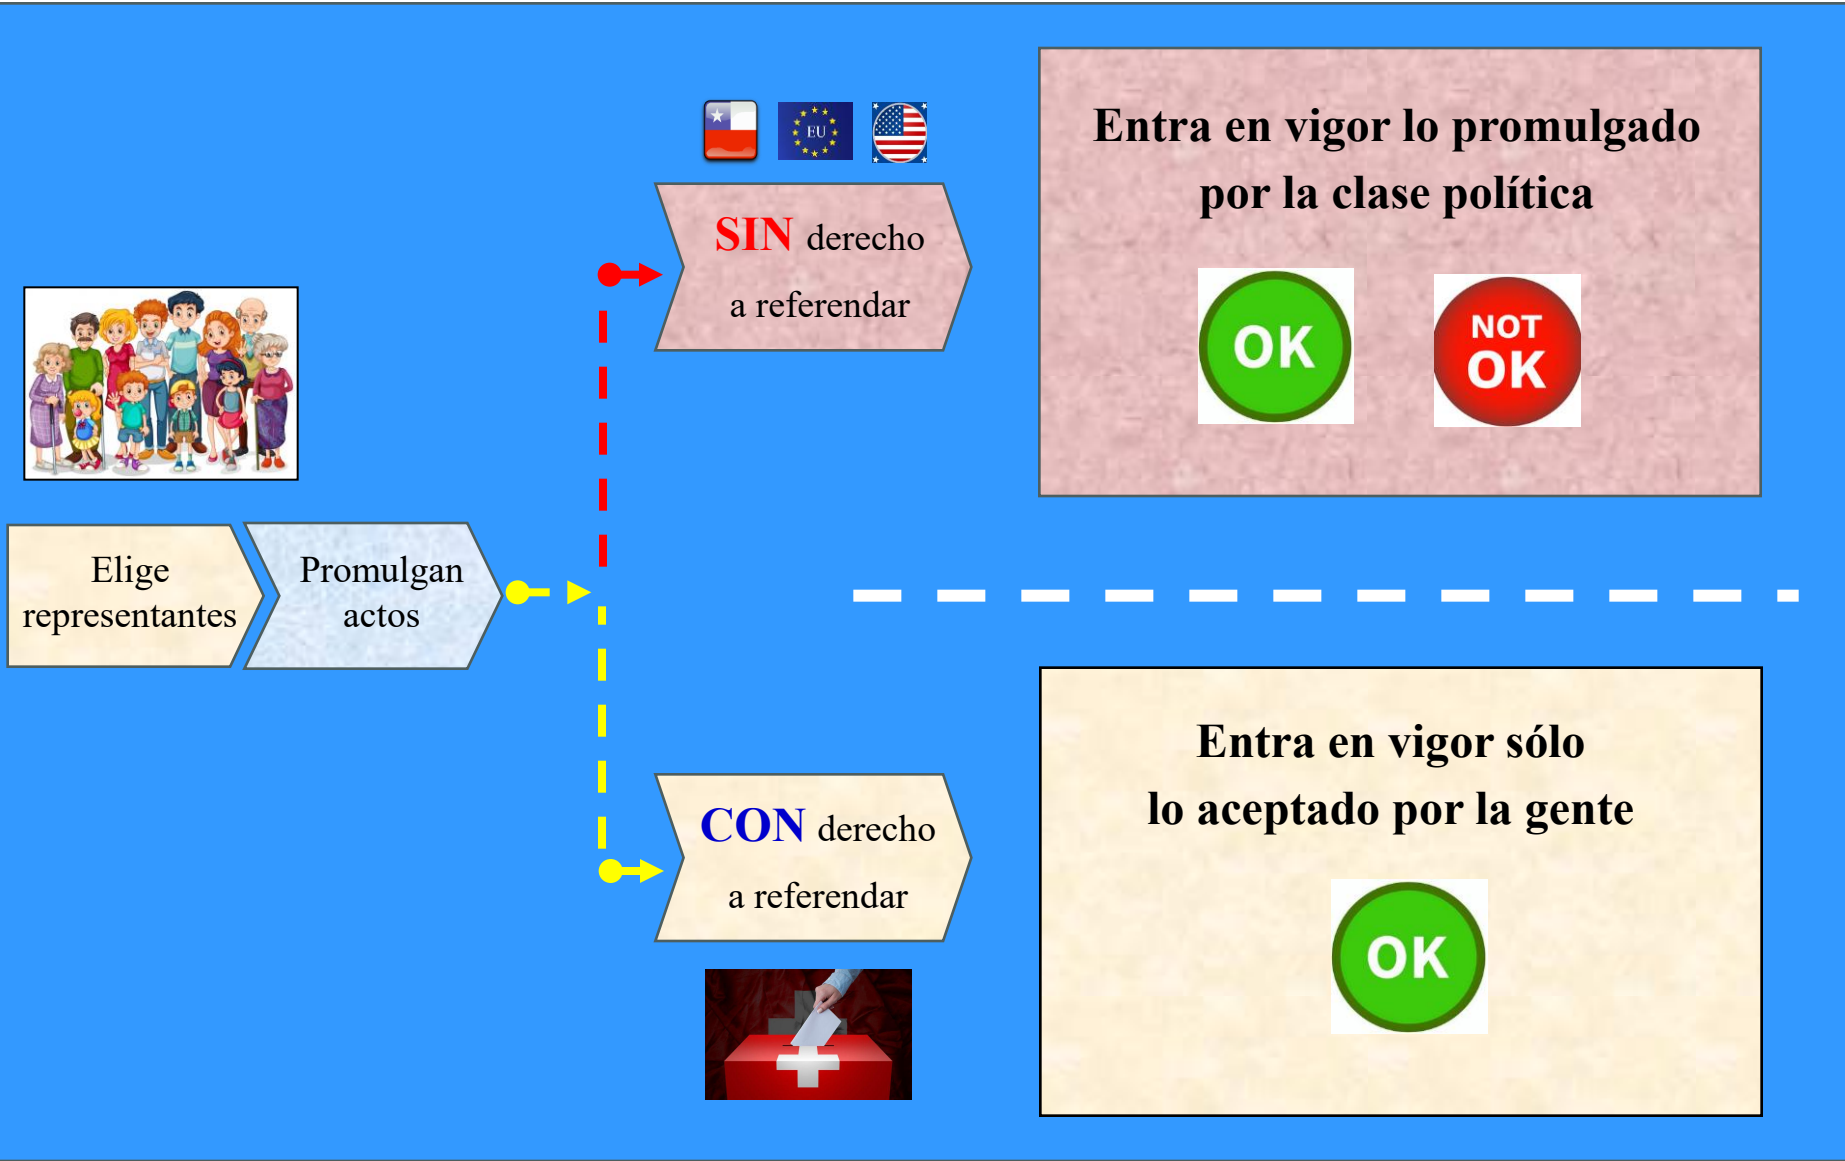 Elige
representantes
Promulgan
actos
EU
SIN derecho
a referendar
Entra en vigor lo promulgado
por la clase política
OK
NOT
OK
CON derecho
a referendar
Entra en vigor sólo
lo aceptado por la gente
OK